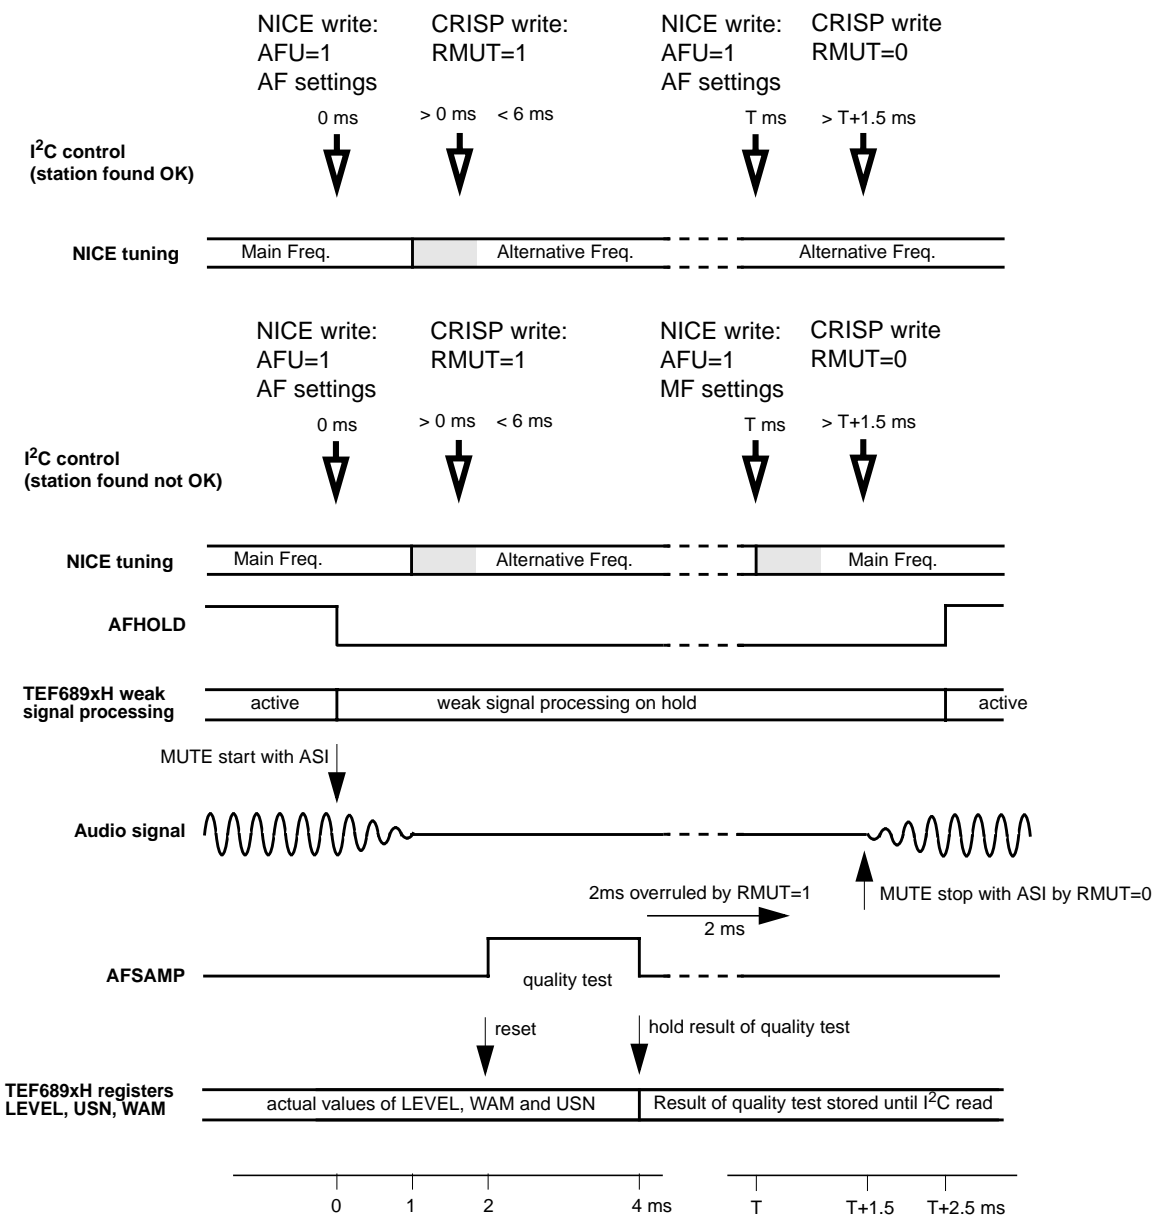 NICE write:
AFU=1
AF settings
CRISP write:
RMUT=1
NICE write:
AFU=1
AF settings
CRISP write
RMUT=0
0 ms
> 0 ms < 6 ms
T ms
> T+1.5 ms
I2C control
(station found OK)
NICE tuning
Main Freq.
Alternative Freq.
Alternative Freq.
NICE write:
AFU=1
AF settings
CRISP write:
RMUT=1
NICE write:
AFU=1
MF settings
CRISP write
RMUT=0
0 ms
> 0 ms < 6 ms
T ms
> T+1.5 ms
I2C control
(station found not OK)
NICE tuning
Main Freq.
Alternative Freq.
Main Freq.
AFHOLD
TEF689xH weak
signal processing
active
weak signal processing on hold
active
MUTE start with ASI
Audio signal
2ms overruled by RMUT=1
2 ms
MUTE stop with ASI by RMUT=0
AFSAMP
quality test
reset
hold result of quality test
TEF689xH registers
LEVEL, USN, WAM
actual values of LEVEL, WAM and USN
Result of quality test stored until I2C read
0
1
2
4 ms
T
T+1.5
T+2.5 ms